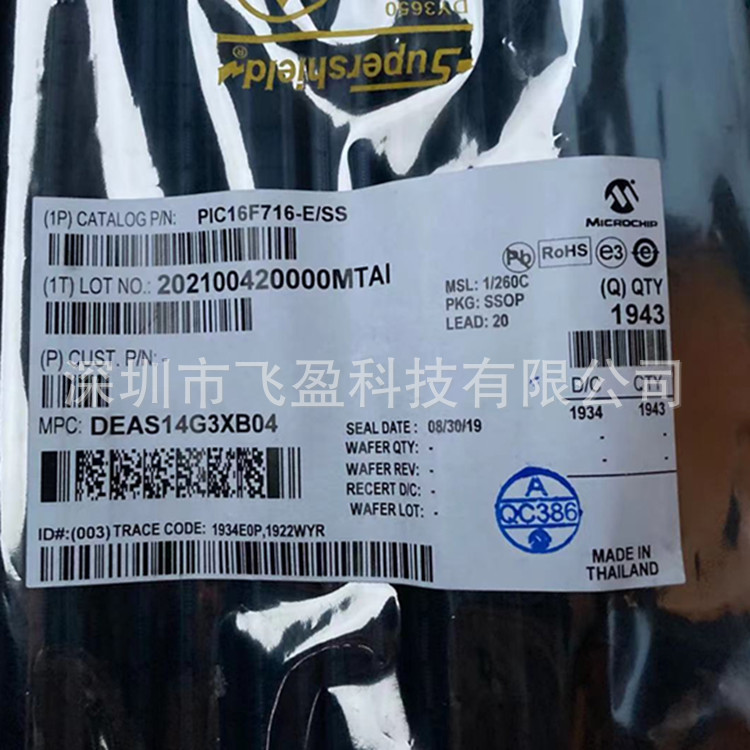 DY3650
Supershield®
(1P) CATALOG P/N: PIC16F716-E/SS
MICROCHIP
(1T) LOT NO.: 202100420000MTAI
Pb RoHS e3 e
MSL: 1/260C
PKG: SSOP
LEAD: 20
(Q) QTY
1943
(P) CUST. P/N: -
深圳市飞盈科技有限公司
D/C QTY
1934 1943
- -
- -
MPC: DEAS14G3XB04
SEAL DATE: 08/30/19
WAFER QTY: -
WAFER REV: -
RECERT D/C: -
WAFER LOT: -
A
QC386
ID#:(003) TRACE CODE: 1934E0P,1922WYR
MADE IN
THAILAND